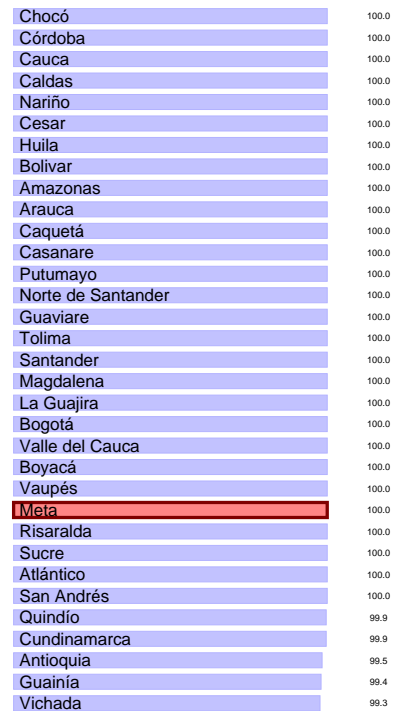 Chocó 100.0
Córdoba 100.0
Cauca 100.0
Caldas 100.0
Nariño 100.0
Cesar 100.0
Huila 100.0
Bolivar 100.0
Amazonas 100.0
Arauca 100.0
Caquetá 100.0
Casanare 100.0
Putumayo 100.0
Norte de Santander 100.0
Guaviare 100.0
Tolima 100.0
Santander 100.0
Magdalena 100.0
La Guajira 100.0
Bogotá 100.0
Valle del Cauca 100.0
Boyacá 100.0
Vaupés 100.0
Meta 100.0
Risaralda 100.0
Sucre 100.0
Atlántico 100.0
San Andrés 100.0
Quindío 99.9
Cundinamarca 99.9
Antioquia 99.5
Guainía 99.4
Vichada 99.3